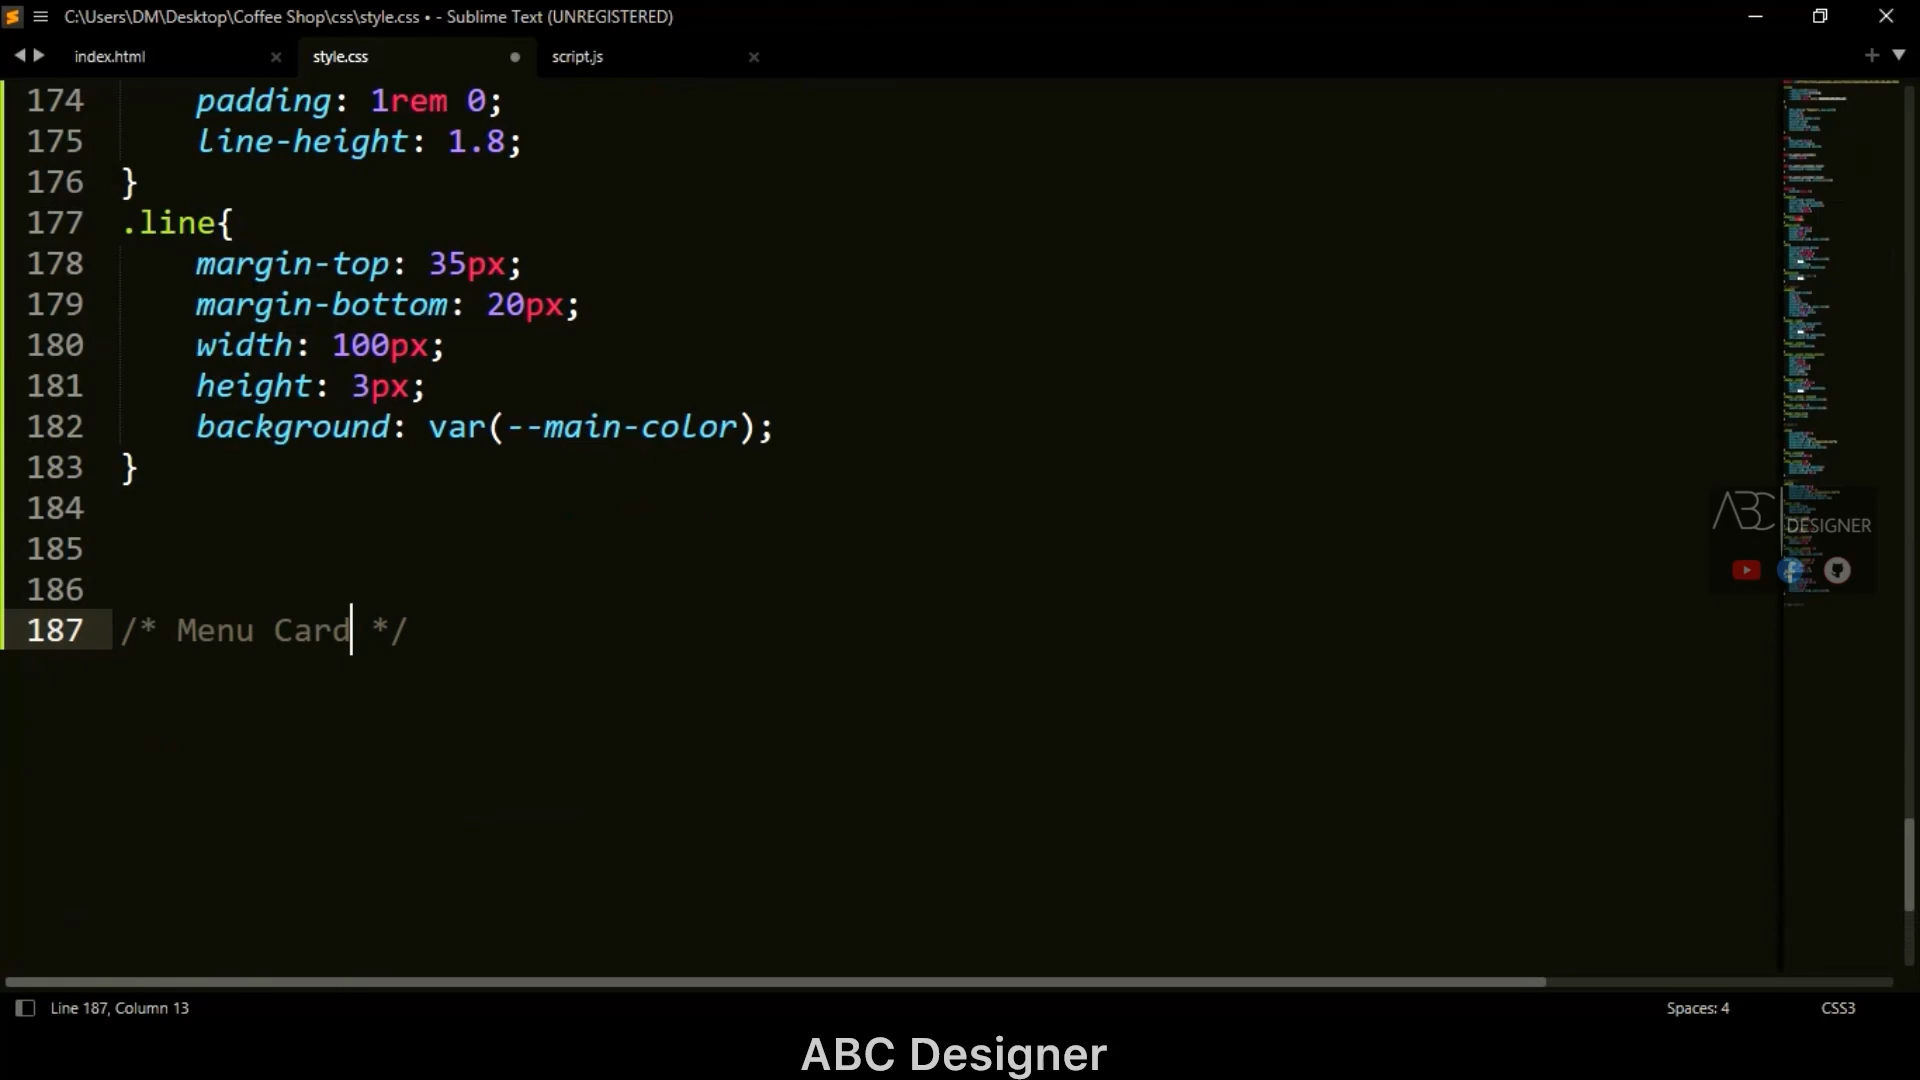 C:\Users\DM\Desktop\Coffee Shop\css\style.css • - Sublime Text (UNREGISTERED)
index.html
style.css
script.js
174 padding: 1rem 0;
175 line-height: 1.8;
176 }
177 .line{
178 margin-top: 35px;
179 margin-bottom: 20px;
180 width: 100px;
181 height: 3px;
182 background: var(--main-color);
183 }
184
185
186
187 /* Menu Card */
ABC DESIGNER
Line 187, Column 13
Spaces: 4
CSS3
ABC Designer